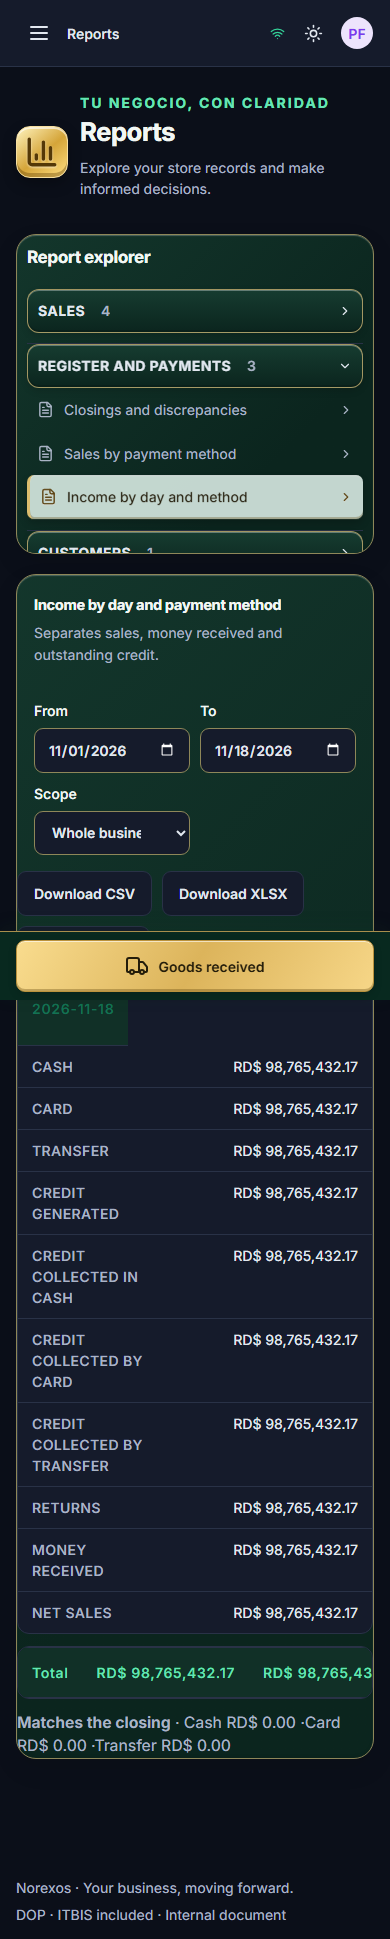 Reports
PF
TU NEGOCIO, CON CLARIDAD
Reports
Explore your store records and make
informed decisions.
Report explorer
SALES 4
REGISTER AND PAYMENTS 3
Closings and discrepancies
Sales by payment method
Income by day and method
CUSTOMERS 1
Income by day and payment method
Separates sales, money received and
outstanding credit.
From To
11/01/2026 11/18/2026
Scope
Whole busine
Download CSV Download XLSX
Goods received
2026-11-18
CASH RD$ 98,765,432.17
CARD RD$ 98,765,432.17
TRANSFER RD$ 98,765,432.17
CREDIT RD$ 98,765,432.17
GENERATED
CREDIT RD$ 98,765,432.17
COLLECTED IN
CASH
CREDIT RD$ 98,765,432.17
COLLECTED BY
CARD
CREDIT RD$ 98,765,432.17
COLLECTED BY
TRANSFER
RETURNS RD$ 98,765,432.17
MONEY RD$ 98,765,432.17
RECEIVED
NET SALES RD$ 98,765,432.17
Total RD$ 98,765,432.17 RD$ 98,765,43
Matches the closing · Cash RD$ 0.00 ·Card
RD$ 0.00 ·Transfer RD$ 0.00
Norexos · Your business, moving forward.
DOP · ITBIS included · Internal document